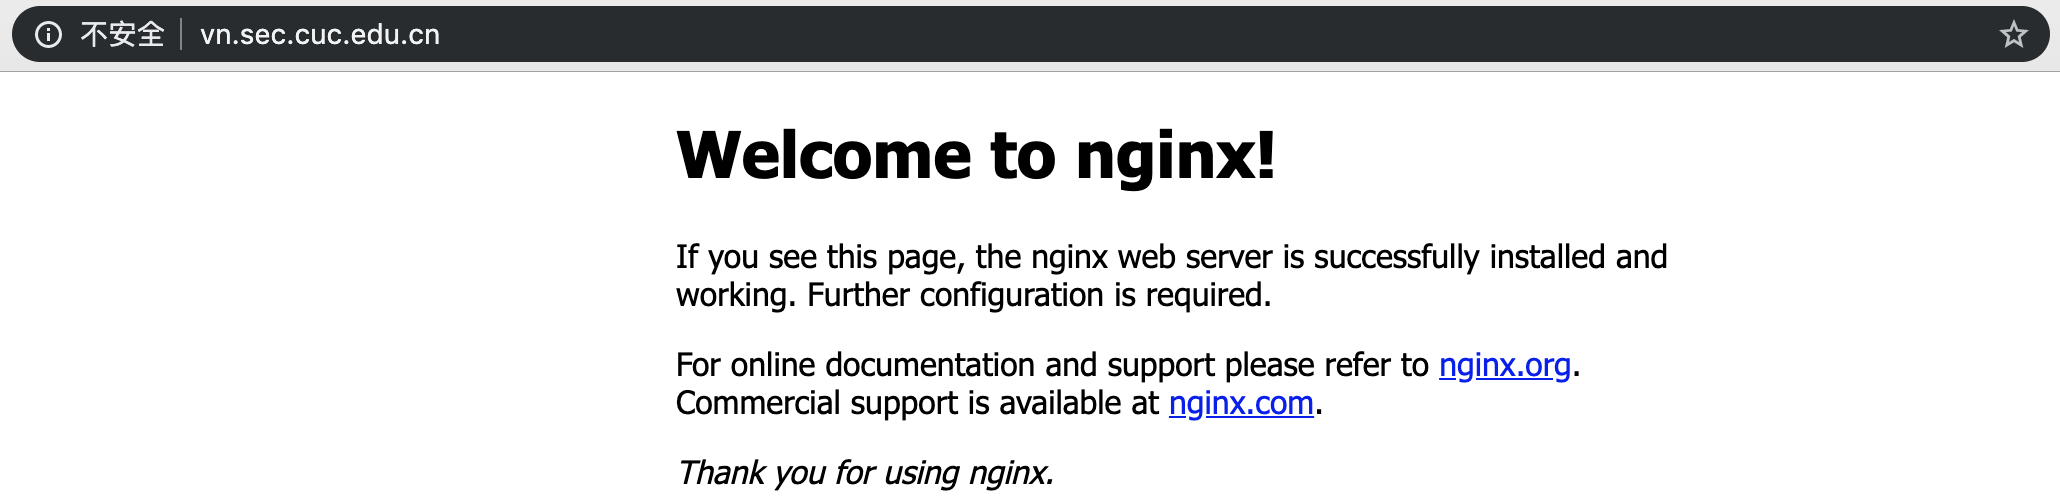 不安全 vn.sec.cuc.edu.cn
Welcome to nginx!
If you see this page, the nginx web server is successfully installed and
working. Further configuration is required.
For online documentation and support please refer to nginx.org.
Commercial support is available at nginx.com.
Thank you for using nginx.